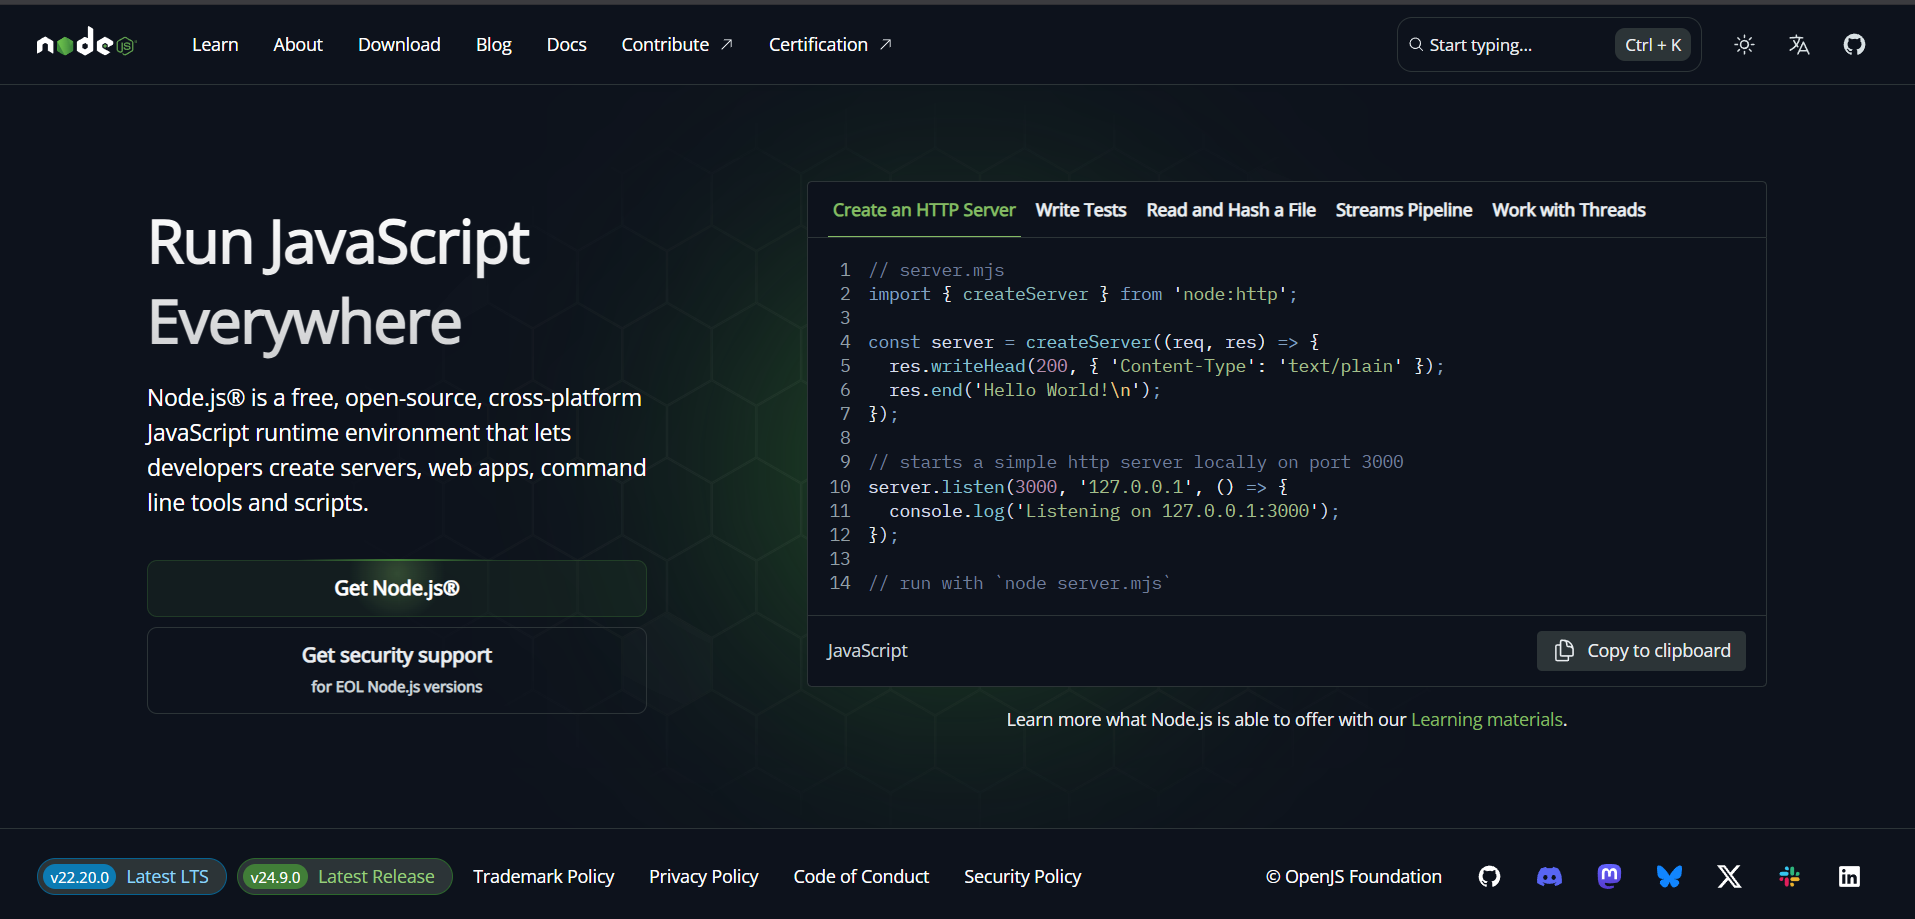 node JS
Learn About Download Blog Docs Contribute ↗ Certification ↗
Start typing... Ctrl + K
Run JavaScript
Everywhere
Node.js® is a free, open-source, cross-platform
JavaScript runtime environment that lets
developers create servers, web apps, command
line tools and scripts.
Get Node.js®
Get security support
for EOL Node.js versions
Create an HTTP Server Write Tests Read and Hash a File Streams Pipeline Work with Threads
1 // server.mjs
2 import { createServer } from 'node:http';
3
4 const server = createServer((req, res) => {
5   res.writeHead(200, { 'Content-Type': 'text/plain' });
6   res.end('Hello World!\n');
7 });
8
9 // starts a simple http server locally on port 3000
10 server.listen(3000, '127.0.0.1', () => {
11   console.log('Listening on 127.0.0.1:3000');
12 });
13
14 // run with `node server.mjs`
JavaScript Copy to clipboard
Learn more what Node.js is able to offer with our Learning materials.
v22.20.0 Latest LTS v24.9.0 Latest Release Trademark Policy Privacy Policy Code of Conduct Security Policy © OpenJS Foundation